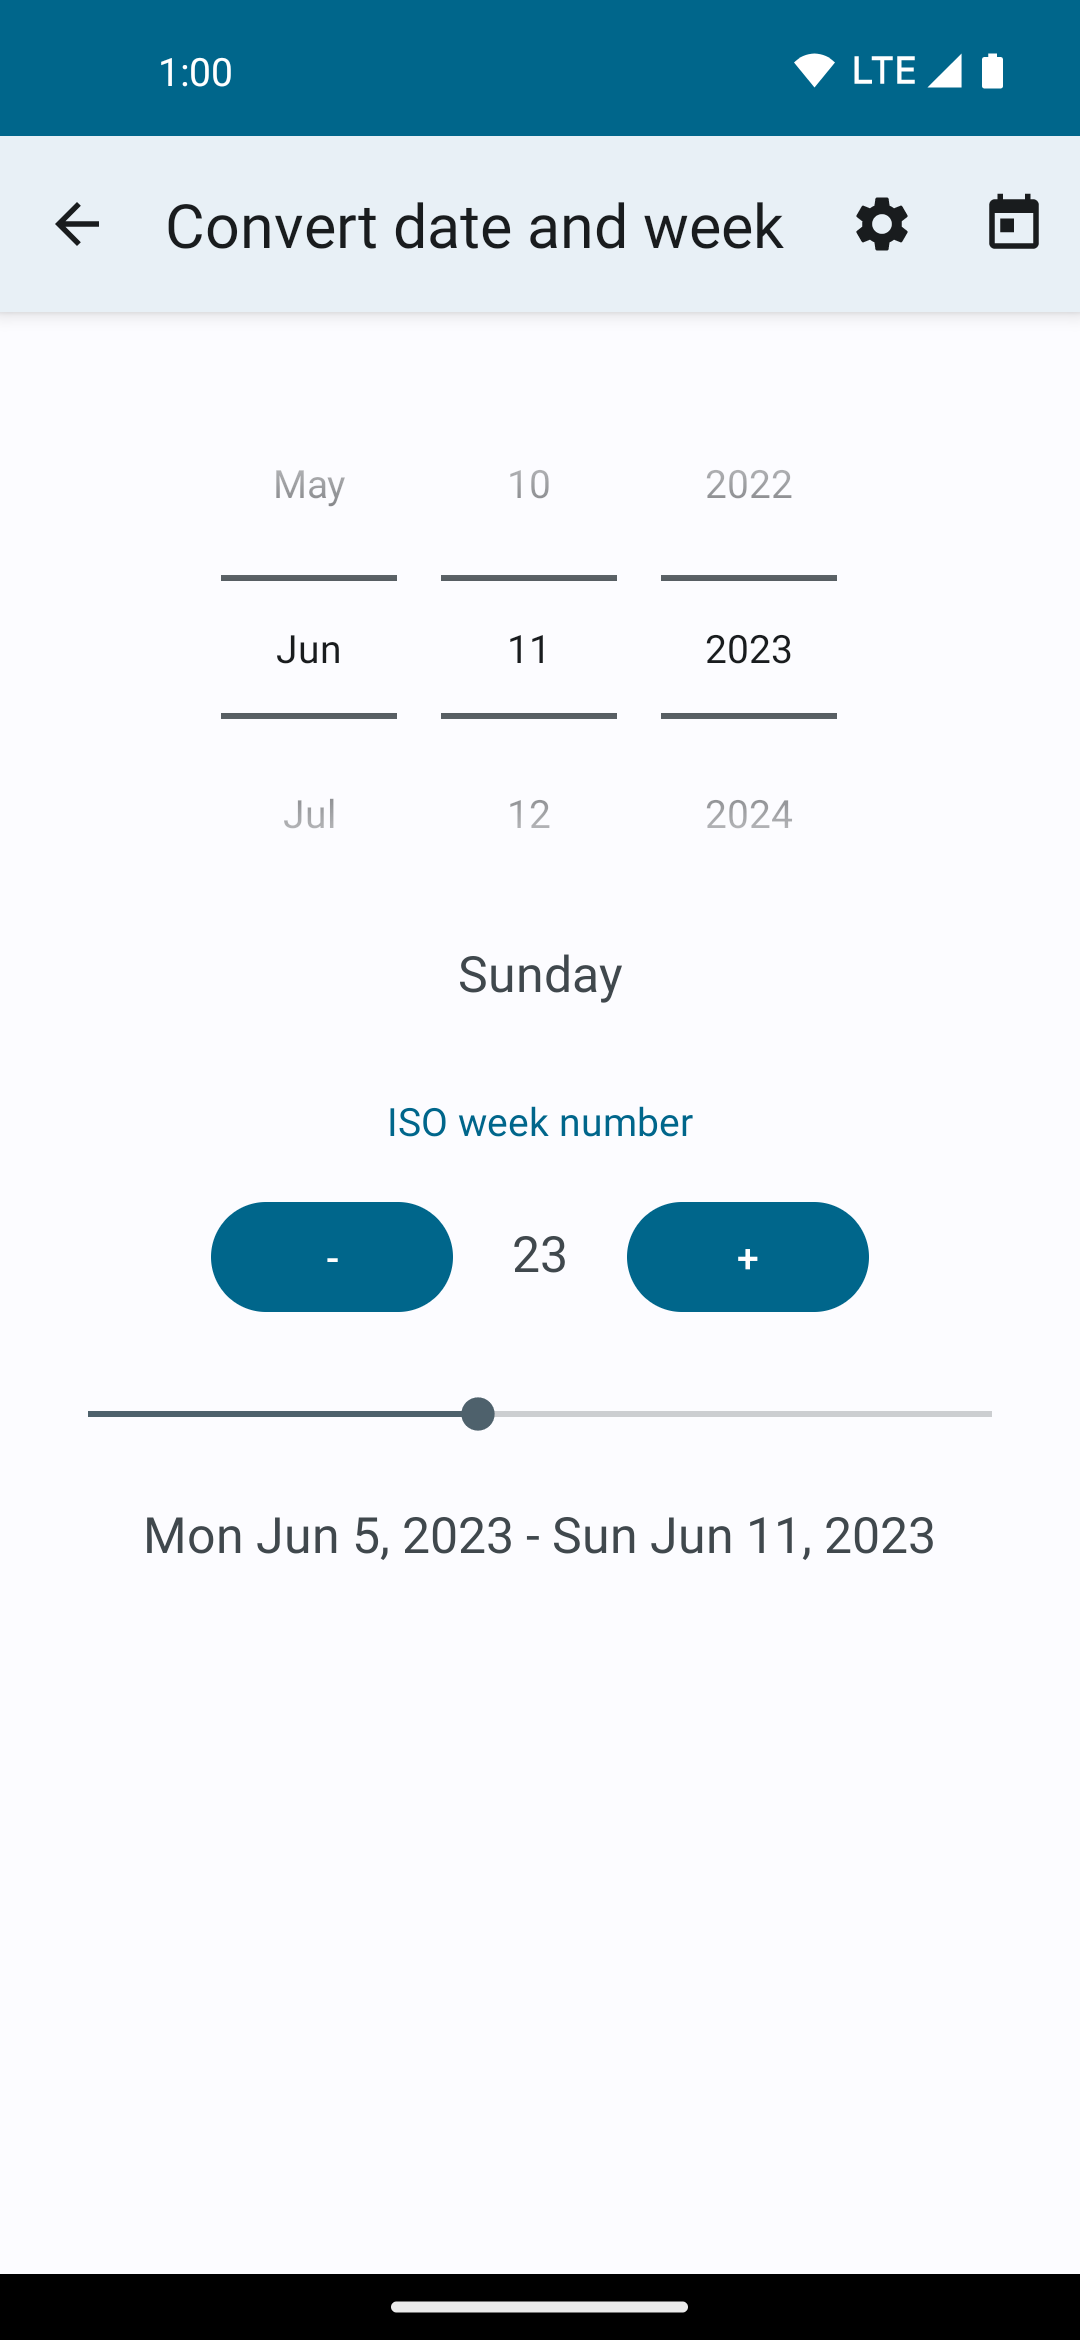 1:00 LTE
Convert date and week
May 10 2022
Jun 11 2023
Jul 12 2024
Sunday
ISO week number
- 23 +
Mon Jun 5, 2023 - Sun Jun 11, 2023